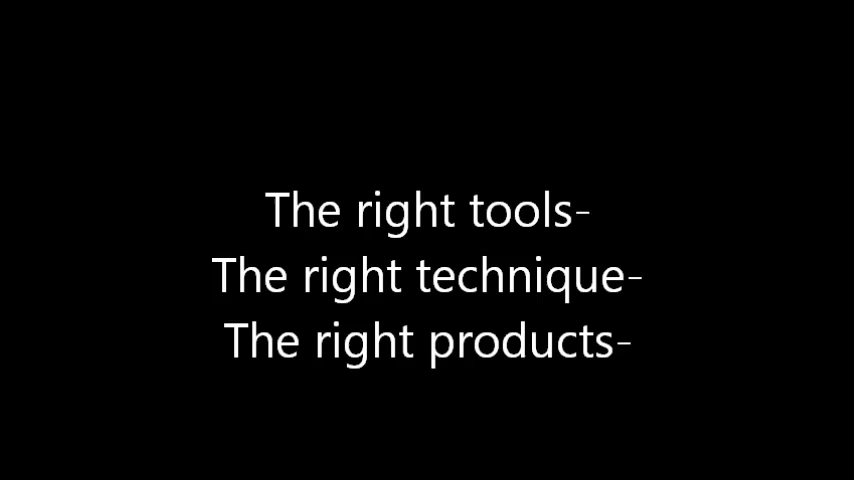 The right tools-
The right technique-
The right products-